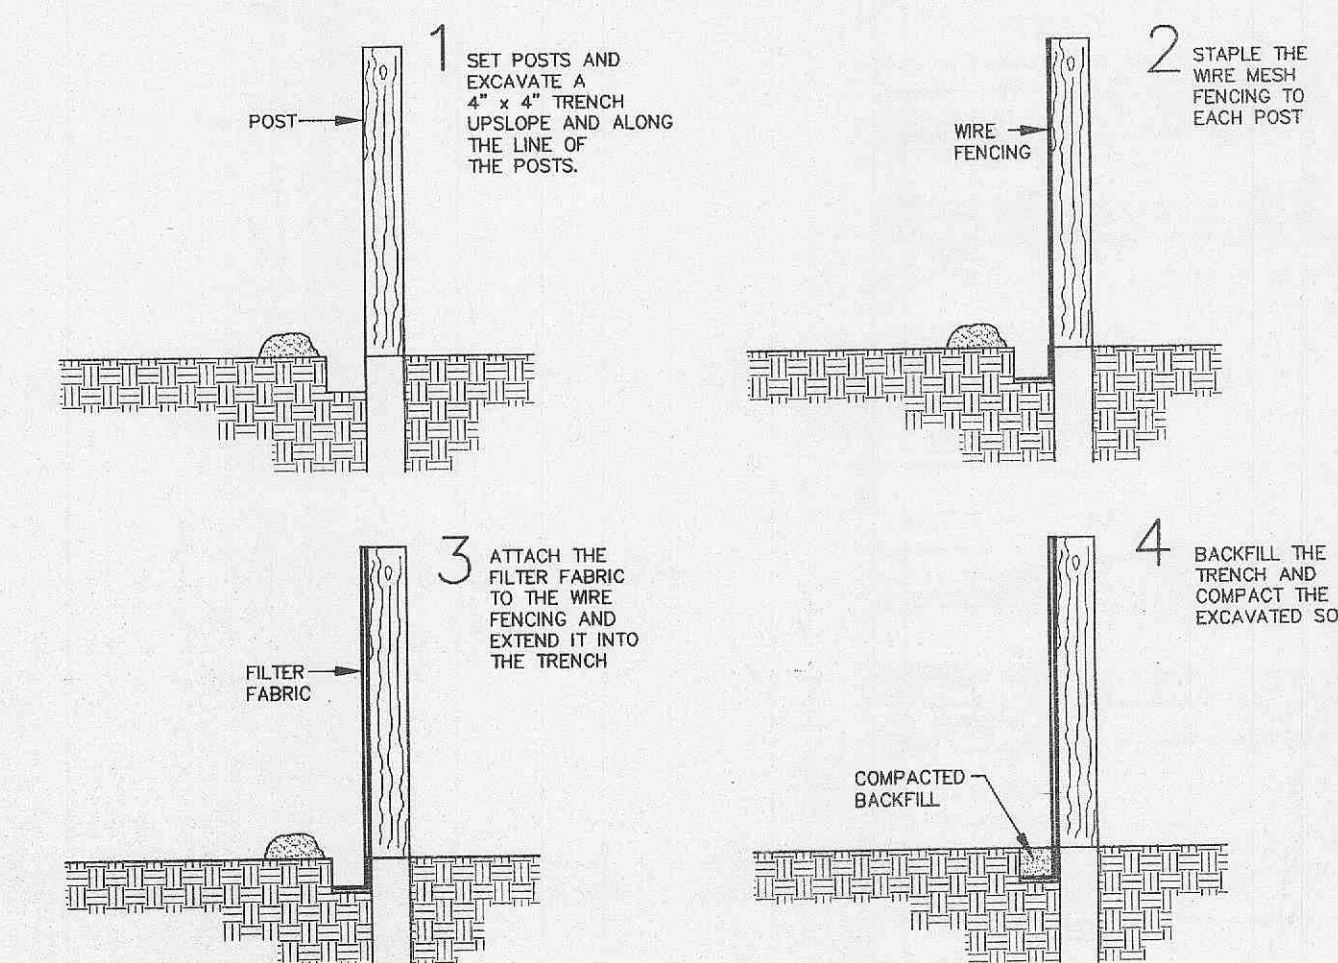 1
SET POSTS AND
EXCAVATE A
4" x 4" TRENCH
UPSLOPE AND ALONG
THE LINE OF
THE POSTS.
POST
2
STAPLE THE
WIRE MESH
FENCING TO
EACH POST
WIRE
FENCING
3
ATTACH THE
FILTER FABRIC
TO THE WIRE
FENCING AND
EXTEND IT INTO
THE TRENCH
FILTER
FABRIC
4
BACKFILL THE
TRENCH AND
COMPACT THE
EXCAVATED
COMPACTED
BACKFILL